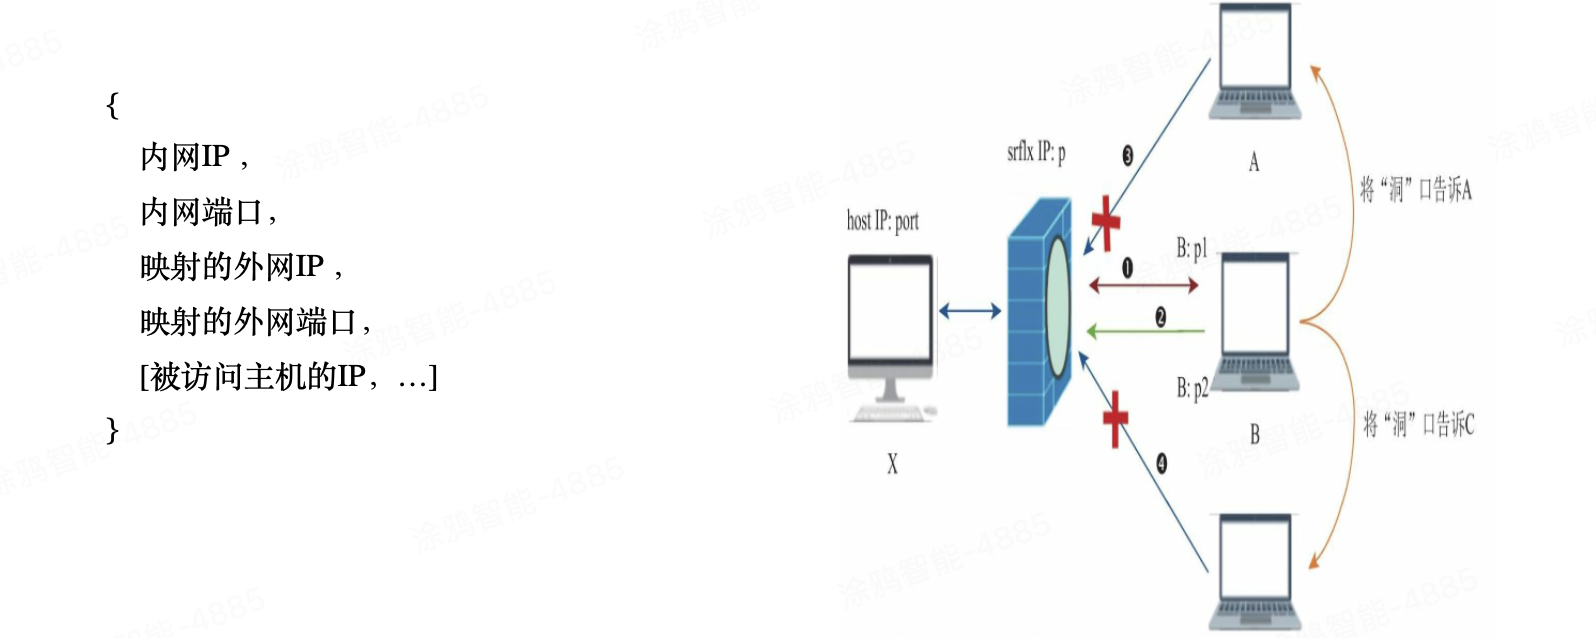 {
内网IP，
内网端口，
映射的外网IP，
映射的外网端口，
[被访问主机的IP，…]
}
srflx IP: p
host IP: port
X
❸
❶
❷
❹
B: p1
B: p2
A
B
将“洞”口告诉A
将“洞”口告诉C
涂鸦智能-4885